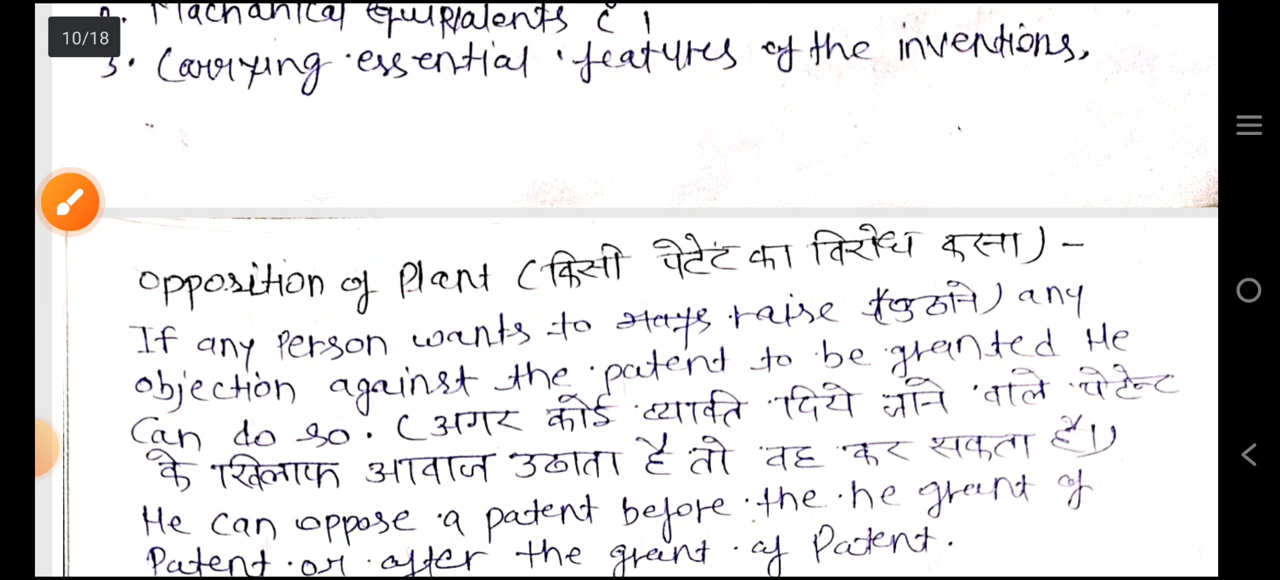 10/18
2. Machanical equiplalents
3. Carrying essential features of the inventions.
Opposition of Plant (किसी पेटेंट का विरोध करना) -
If any Person wants to raise (उठाने) any
objection against the patent to be granted He
Can do so. (अगर कोई व्यक्ति दिये जाने वाले पेटेन्ट
के खिलाफ आवाज उठाता है तो वह कर सकता है।)
He can oppose a patent before the he grant of
Patent or after the grant of Patent.